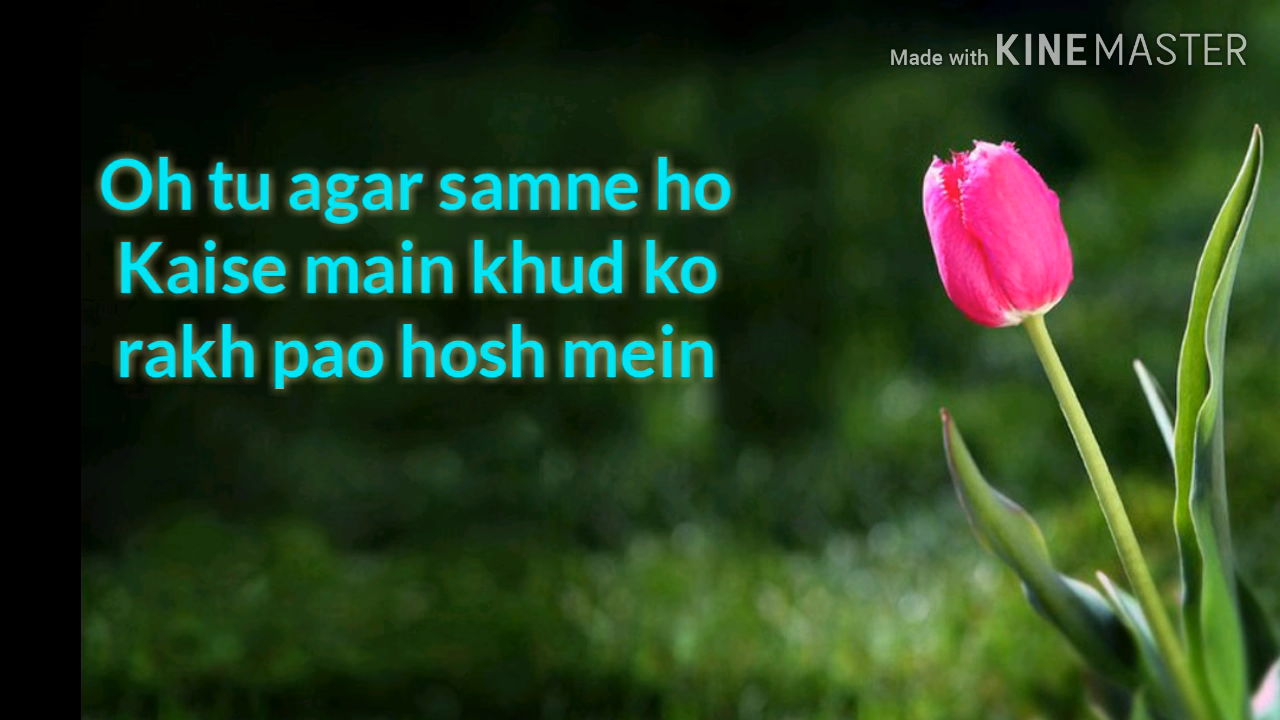 Made with KINEMASTER
Oh tu agar samne ho
Kaise main khud ko
rakh pao hosh mein